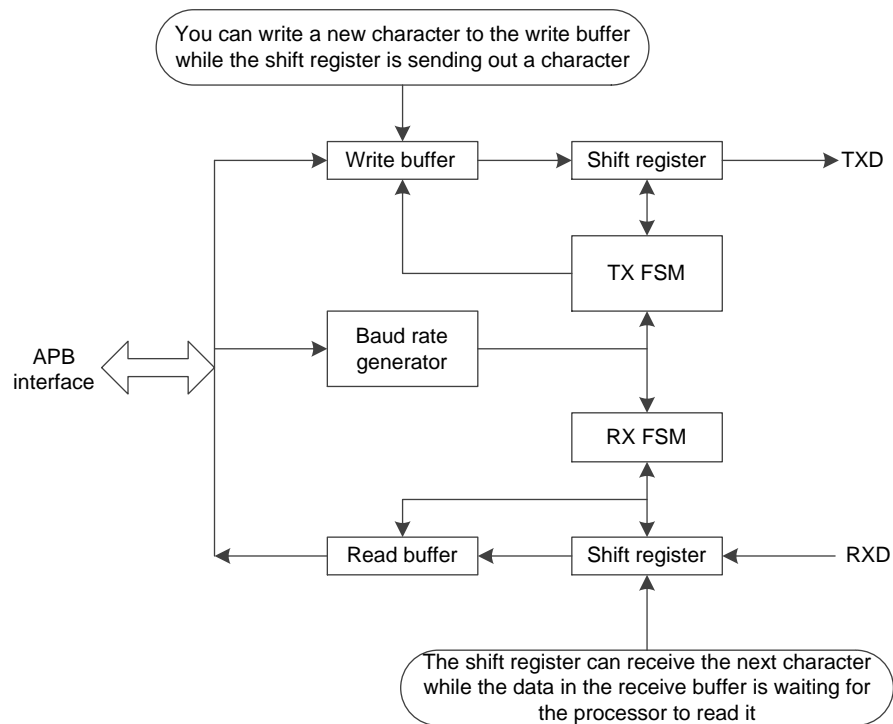 You can write a new character to the write buffer
while the shift register is sending out a character
Write buffer
Shift register
TXD
TX FSM
Baud rate
generator
APB
interface
RX FSM
Read buffer
Shift register
RXD
The shift register can receive the next character
while the data in the receive buffer is waiting for
the processor to read it